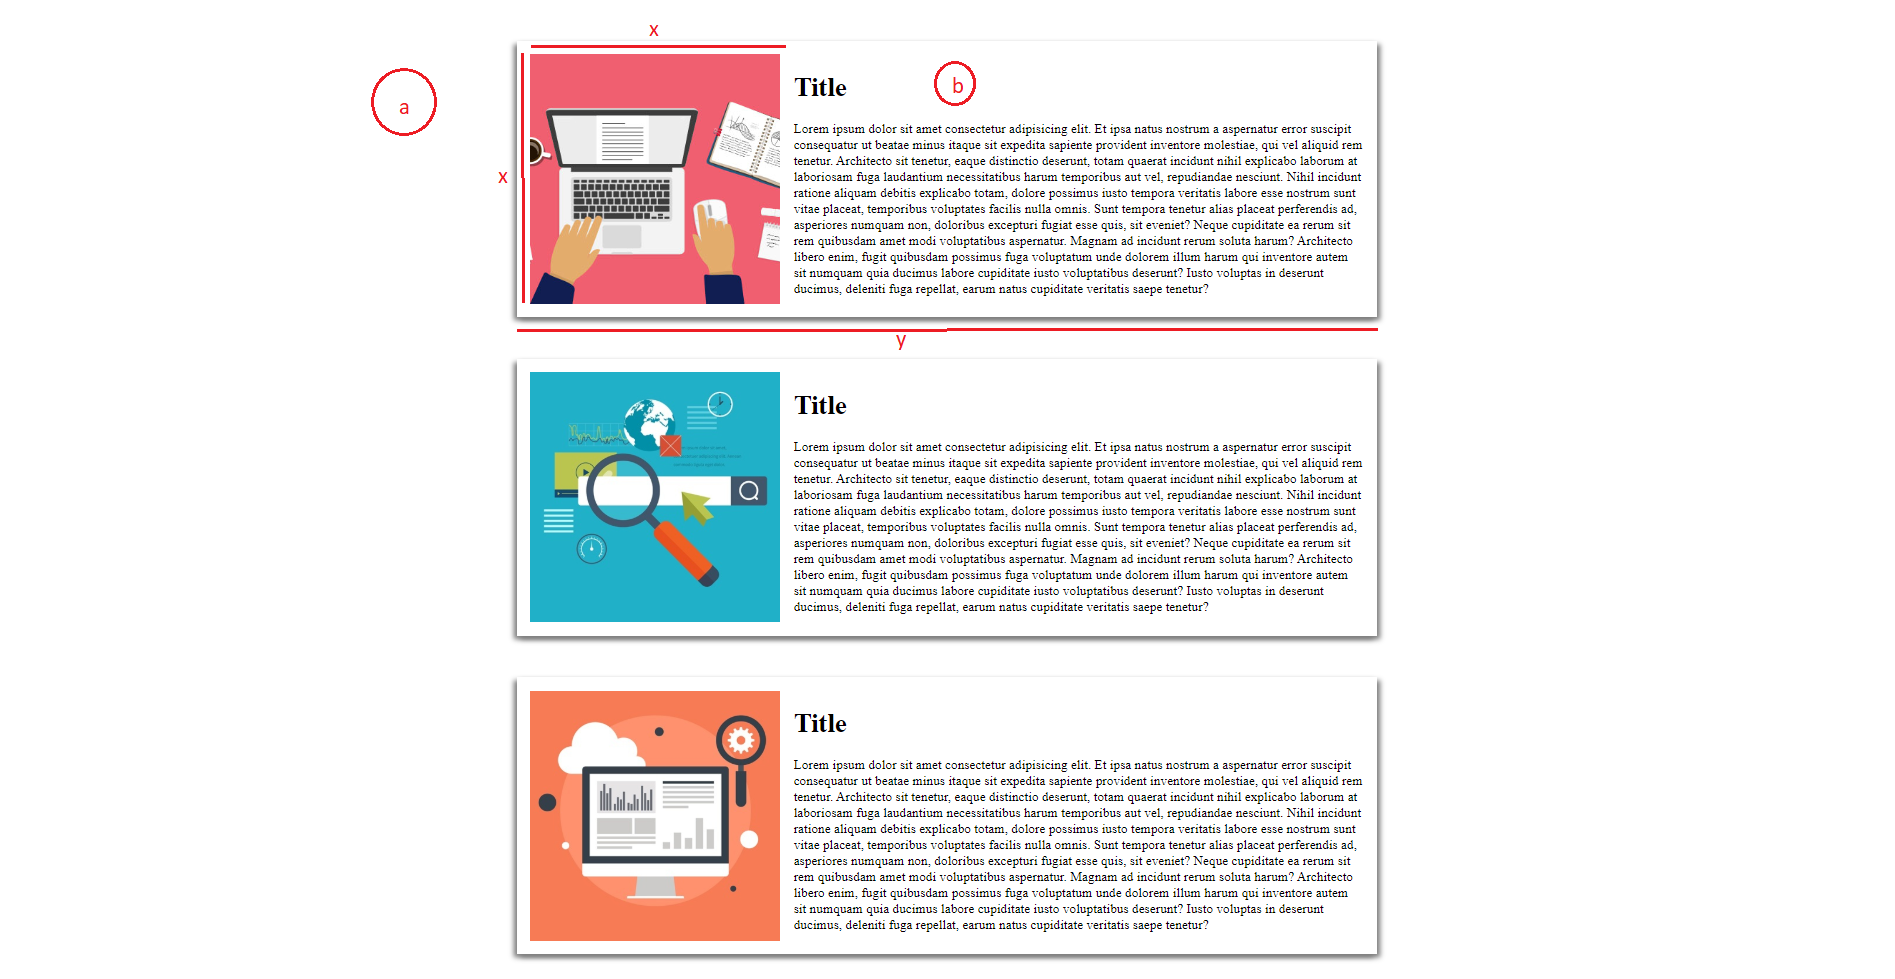 x
a
x
Title
b
Lorem ipsum dolor sit amet consectetur adipisicing elit. Et ipsa natus nostrum a aspernatur error suscipit
consequatur ut beatae minus itaque sit expedita sapiente provident inventore molestiae, qui vel aliquid rem
tenetur. Architecto sit tenetur, eaque distinctio deserunt, totam quaerat incidunt nihil explicabo laborum at
laboriosam fuga laudantium necessitatibus harum temporibus aut vel, repudiandae nesciunt. Nihil incidunt
ratione aliquam debitis explicabo totam, dolore possimus iusto tempora veritatis labore esse nostrum sunt
vitae placeat, temporibus voluptates facilis nulla omnis. Sunt tempora tenetur alias placeat perferendis ad,
asperiores numquam non, doloribus excepturi fugiat esse quis, sit eveniet? Neque cupiditate ea rerum sit
rem quibusdam amet modi voluptatibus aspernatur. Magnam ad incidunt rerum soluta harum? Architecto
libero enim, fugit quibusdam possimus fuga voluptatum unde dolorem illum harum qui inventore autem
sit numquam quia ducimus labore cupiditate iusto voluptatibus deserunt? Iusto voluptas in deserunt
ducimus, deleniti fuga repellat, earum natus cupiditate veritatis saepe tenetur?
y
Title
Lorem ipsum dolor sit amet consectetur adipisicing elit. Et ipsa natus nostrum a aspernatur error suscipit
consequatur ut beatae minus itaque sit expedita sapiente provident inventore molestiae, qui vel aliquid rem
tenetur. Architecto sit tenetur, eaque distinctio deserunt, totam quaerat incidunt nihil explicabo laborum at
laboriosam fuga laudantium necessitatibus harum temporibus aut vel, repudiandae nesciunt. Nihil incidunt
ratione aliquam debitis explicabo totam, dolore possimus iusto tempora veritatis labore esse nostrum sunt
vitae placeat, temporibus voluptates facilis nulla omnis. Sunt tempora tenetur alias placeat perferendis ad,
asperiores numquam non, doloribus excepturi fugiat esse quis, sit eveniet? Neque cupiditate ea rerum sit
rem quibusdam amet modi voluptatibus aspernatur. Magnam ad incidunt rerum soluta harum? Architecto
libero enim, fugit quibusdam possimus fuga voluptatum unde dolorem illum harum qui inventore autem
sit numquam quia ducimus labore cupiditate iusto voluptatibus deserunt? Iusto voluptas in deserunt
ducimus, deleniti fuga repellat, earum natus cupiditate veritatis saepe tenetur?
Title
Lorem ipsum dolor sit amet consectetur adipisicing elit. Et ipsa natus nostrum a aspernatur error suscipit
consequatur ut beatae minus itaque sit expedita sapiente provident inventore molestiae, qui vel aliquid rem
tenetur. Architecto sit tenetur, eaque distinctio deserunt, totam quaerat incidunt nihil explicabo laborum at
laboriosam fuga laudantium necessitatibus harum temporibus aut vel, repudiandae nesciunt. Nihil incidunt
ratione aliquam debitis explicabo totam, dolore possimus iusto tempora veritatis labore esse nostrum sunt
vitae placeat, temporibus voluptates facilis nulla omnis. Sunt tempora tenetur alias placeat perferendis ad,
asperiores numquam non, doloribus excepturi fugiat esse quis, sit eveniet? Neque cupiditate ea rerum sit
rem quibusdam amet modi voluptatibus aspernatur. Magnam ad incidunt rerum soluta harum? Architecto
libero enim, fugit quibusdam possimus fuga voluptatum unde dolorem illum harum qui inventore autem
sit numquam quia ducimus labore cupiditate iusto voluptatibus deserunt? Iusto voluptas in deserunt
ducimus, deleniti fuga repellat, earum natus cupiditate veritatis saepe tenetur?